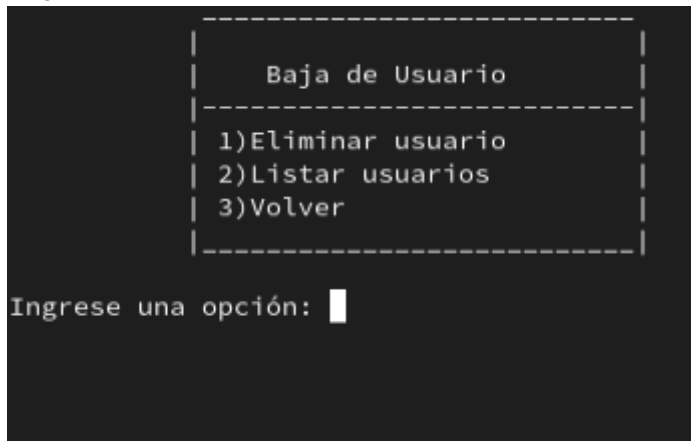 Baja de Usuario
1)Eliminar usuario
2)Listar usuarios
3)Volver
Ingrese una opción: